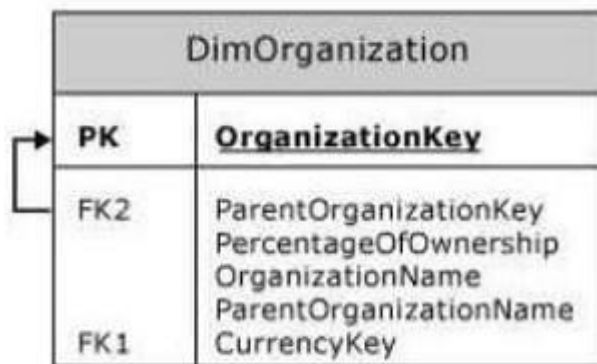 DimOrganization
PK OrganizationKey
FK2 ParentOrganizationKey
PercentageOfOwnership
OrganizationName
ParentOrganizationName
FK1 CurrencyKey